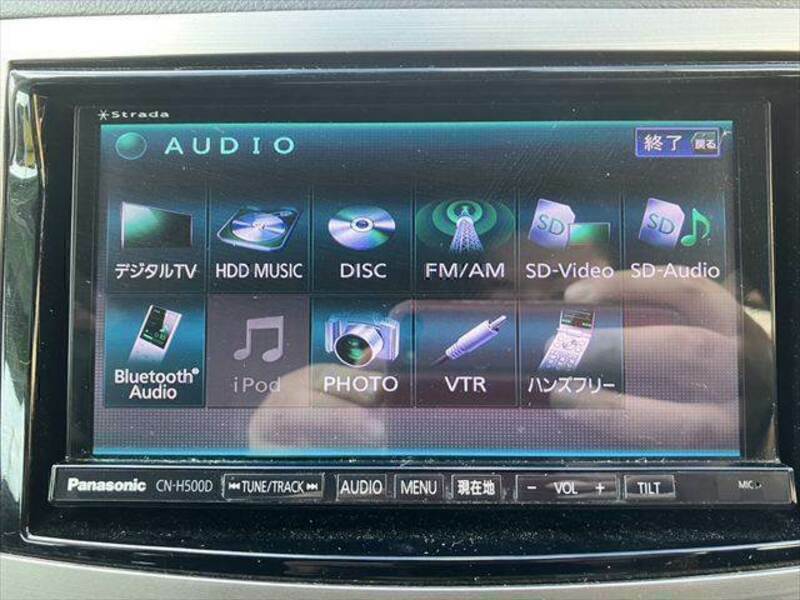 Strada
AUDIO
終了 戻る
デジタルTV HDD MUSIC DISC FM/AM SD-Video SD-Audio
SD SD
Bluetooth® Audio iPod PHOTO VTR ハンズフリー
Panasonic CN-H500D ⏮TUNE/TRACK⏭ AUDIO MENU 現在地 − VOL + TILT MIC